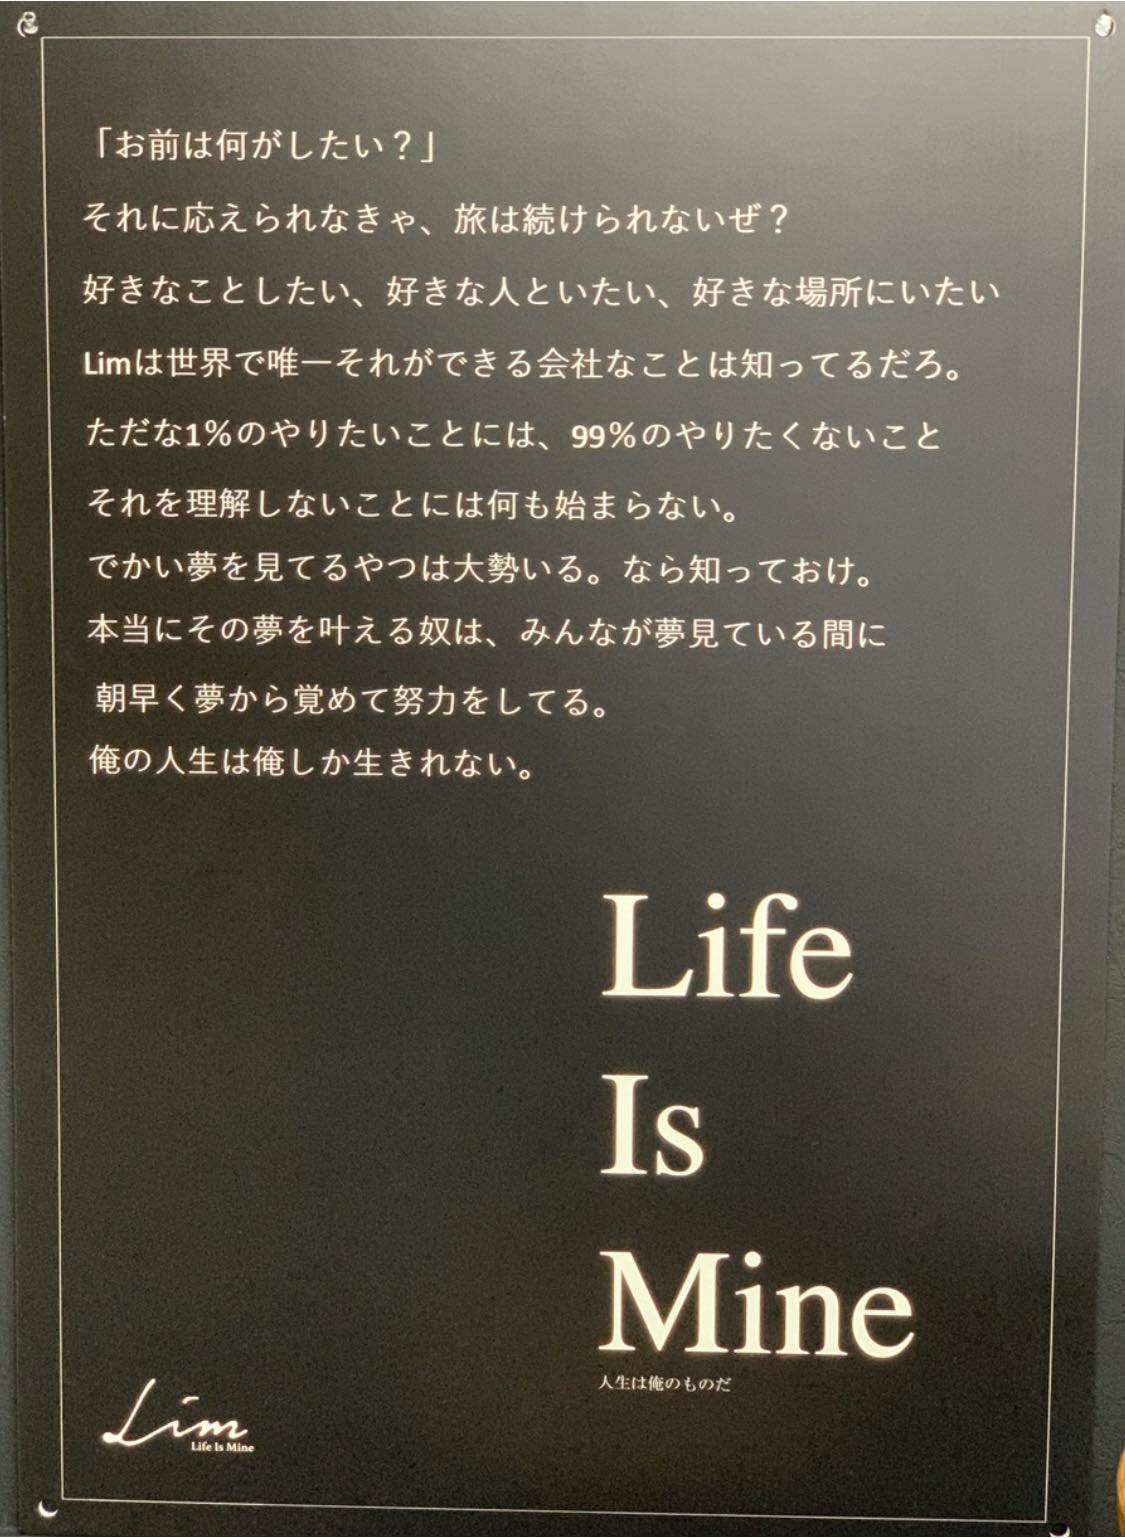 「お前は何がしたい？」
それに応えられなきゃ、旅は続けられないぜ？
好きなことしたい、好きな人といたい、好きな場所にいたい
Limは世界で唯一それができる会社なことは知ってるだろ。
ただな1%のやりたいことには、99%のやりたくないこと
それを理解しないことには何も始まらない。
でかい夢を見てるやつは大勢いる。なら知っておけ。
本当にその夢を叶える奴は、みんなが夢見ている間に
朝早く夢から覚めて努力をしてる。
俺の人生は俺しか生きれない。
Life
Is
Mine
人生は俺のものだ
Lim
Life Is Mine